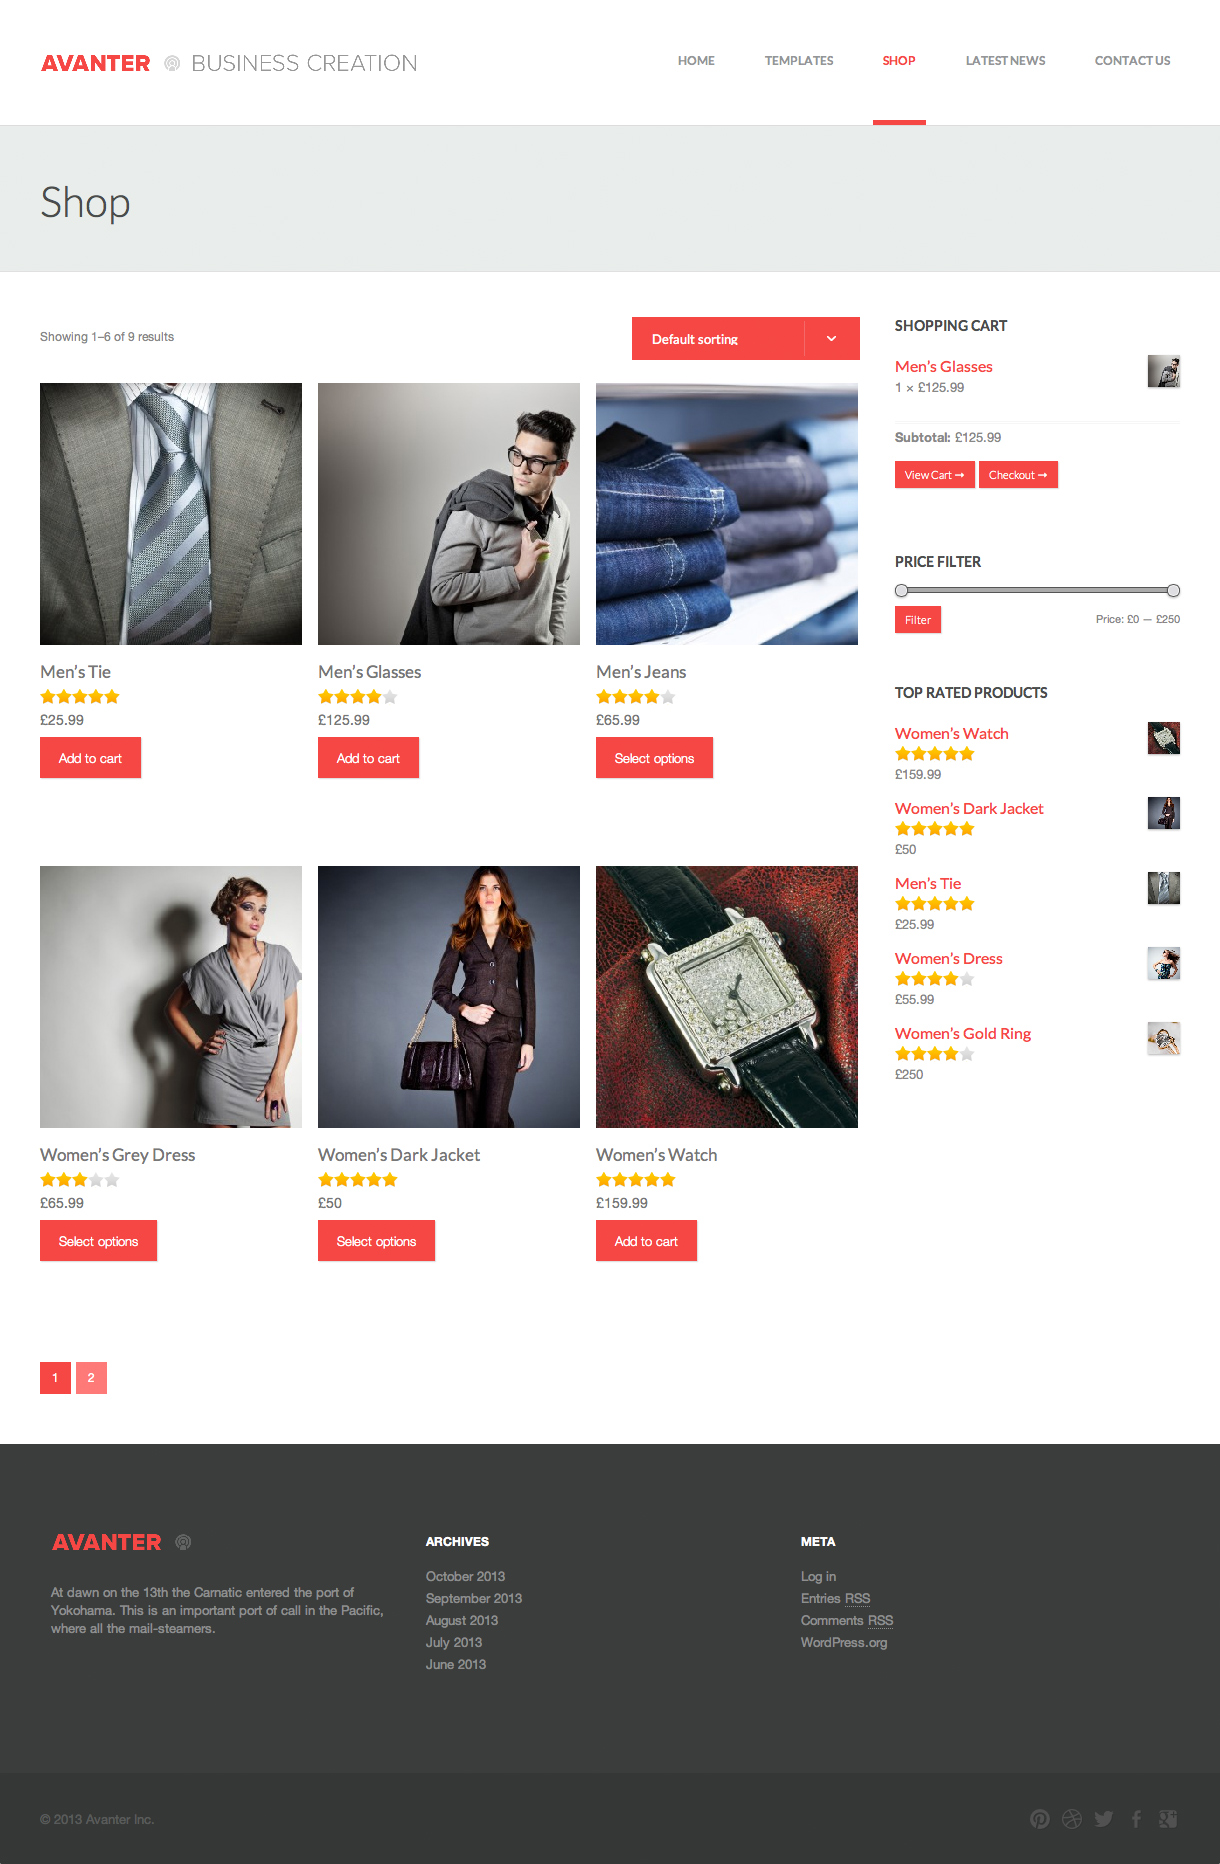 AVANTER BUSINESS CREATION
HOME TEMPLATES SHOP LATEST NEWS CONTACT US
Shop
Showing 1–6 of 9 results
Default sorting
Men's Tie
£25.99
Add to cart
Men's Glasses
£125.99
Add to cart
Men's Jeans
£65.99
Select options
Women's Grey Dress
£65.99
Select options
Women's Dark Jacket
£50
Select options
Women's Watch
£159.99
Add to cart
1 2
SHOPPING CART
Men's Glasses
1 × £125.99
Subtotal: £125.99
View Cart → Checkout →
PRICE FILTER
Filter Price: £0 — £250
TOP RATED PRODUCTS
Women's Watch
£159.99
Women's Dark Jacket
£50
Men's Tie
£25.99
Women's Dress
£55.99
Women's Gold Ring
£250
AVANTER
At dawn on the 13th the Carnatic entered the port of
Yokohama. This is an important port of call in the Pacific,
where all the mail-steamers.
ARCHIVES
October 2013
September 2013
August 2013
July 2013
June 2013
META
Log in
Entries RSS
Comments RSS
WordPress.org
© 2013 Avanter Inc.